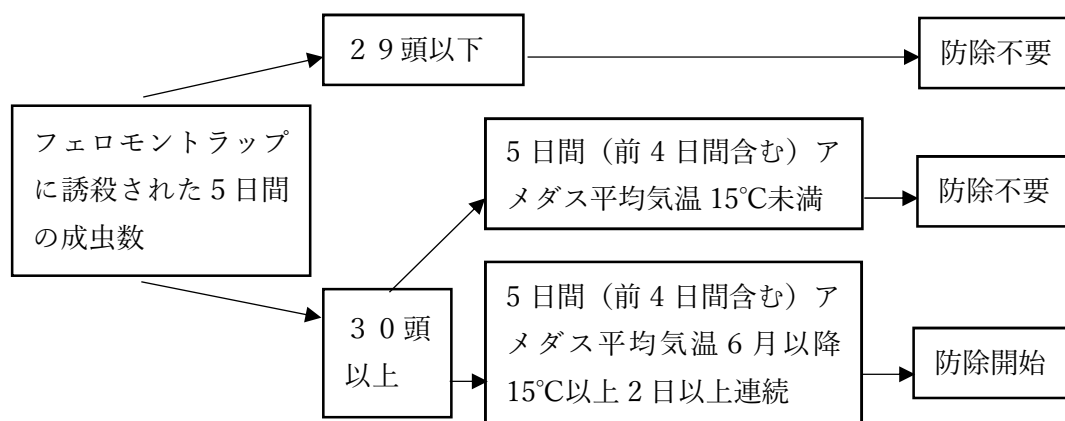 フェロモントラップ
に誘殺された5日間
の成虫数
２９頭以下
防除不要
5日間（前4日間含む）ア
メダス平均気温15℃未満
防除不要
３０頭
以上
5日間（前4日間含む）ア
メダス平均気温6月以降
15℃以上2日以上連続
防除開始